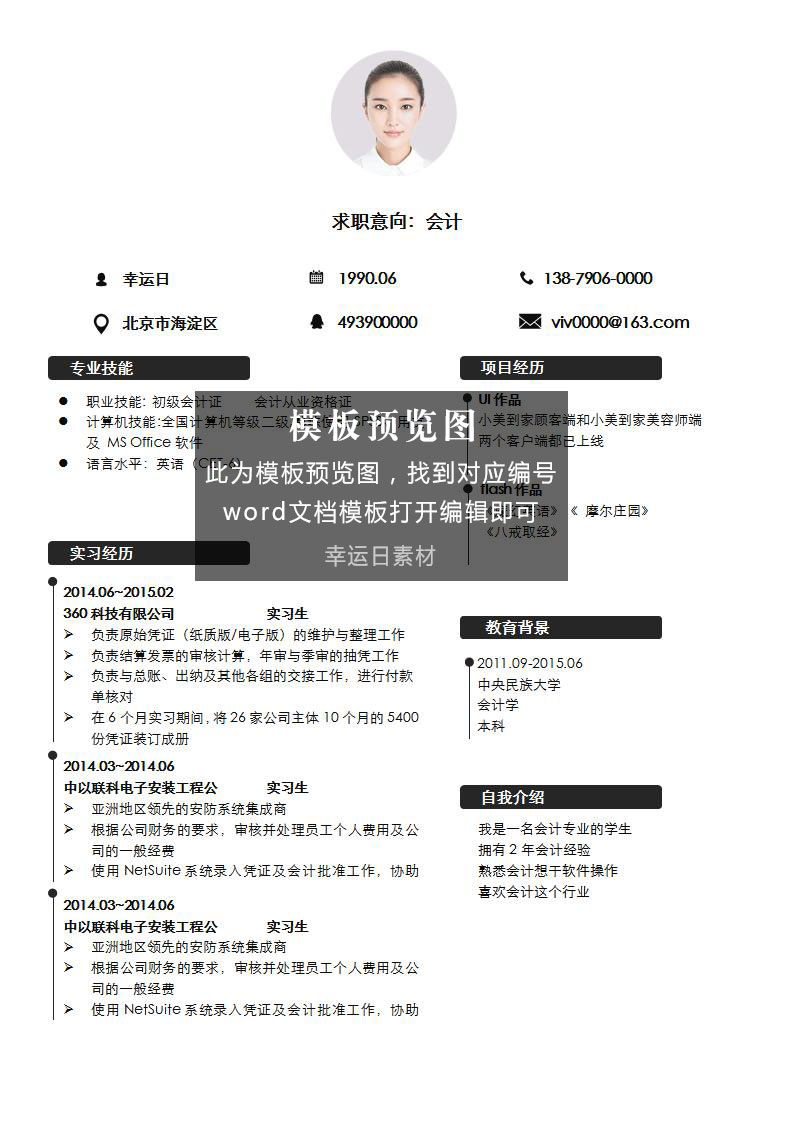 求职意向：会计
幸运日
1990.06
138-7906-0000
北京市海淀区
493900000
viv0000@163.com
专业技能
职业技能：初级会计证 会计从业资格证
计算机技能:全国计算机等级二级
及 MS Office 软件
语言水平：英语（CET-6）
实习经历
2014.06~2015.02
360 科技有限公司 实习生
负责原始凭证（纸质版/电子版）的维护与整理工作
负责结算发票的审核计算，年审与季审的抽凭工作
负责与总账、出纳及其他各组的交接工作，进行付款
单核对
在 6 个月实习期间，将 26 家公司主体 10 个月的 5400
份凭证装订成册
2014.03~2014.06
中以联科电子安装工程公 实习生
亚洲地区领先的安防系统集成商
根据公司财务的要求，审核并处理员工个人费用及公
司的一般经费
使用 NetSuite 系统录入凭证及会计批准工作，协助
2014.03~2014.06
中以联科电子安装工程公 实习生
亚洲地区领先的安防系统集成商
根据公司财务的要求，审核并处理员工个人费用及公
司的一般经费
使用 NetSuite 系统录入凭证及会计批准工作，协助
项目经历
UI 作品
小美到家顾客端和小美到家美容师端
两个客户端都已上线
flash 作品
《摩尔庄园》
《八戒取经》
教育背景
2011.09-2015.06
中央民族大学
会计学
本科
自我介绍
我是一名会计专业的学生
拥有 2 年会计经验
熟悉会计想干软件操作
喜欢会计这个行业
模板预览图
此为模板预览图，找到对应编号
word文档模板打开编辑即可
幸运日素材